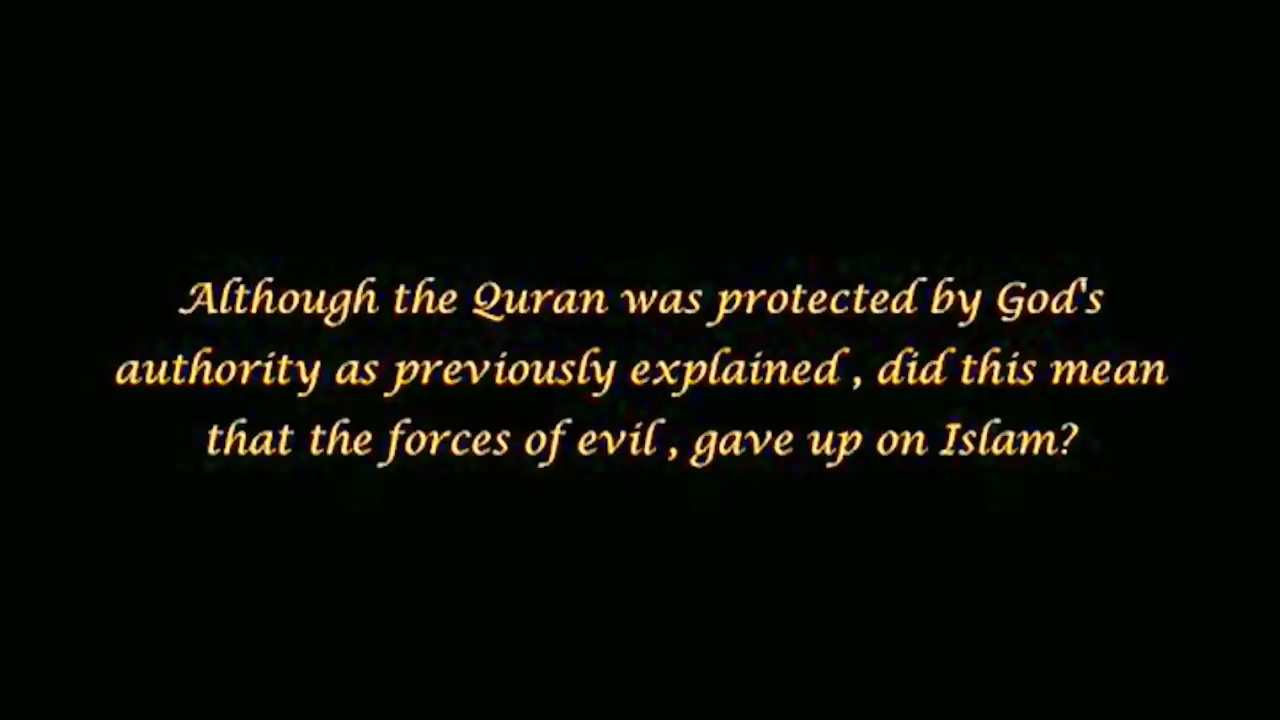 Although the Quran was protected by God's
authority as previously explained , did this mean
that the forces of evil , gave up on Islam?